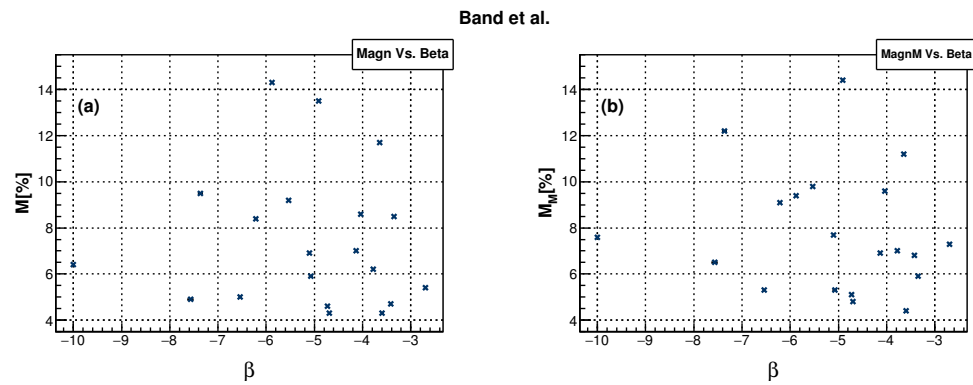 Band et al.
Magn Vs. Beta
(a)
M[%]
14
12
10
8
6
4
−10 −9 −8 −7 −6 −5 −4 −3
β
MagnM Vs. Beta
(b)
M_M[%]
14
12
10
8
6
4
−10 −9 −8 −7 −6 −5 −4 −3
β